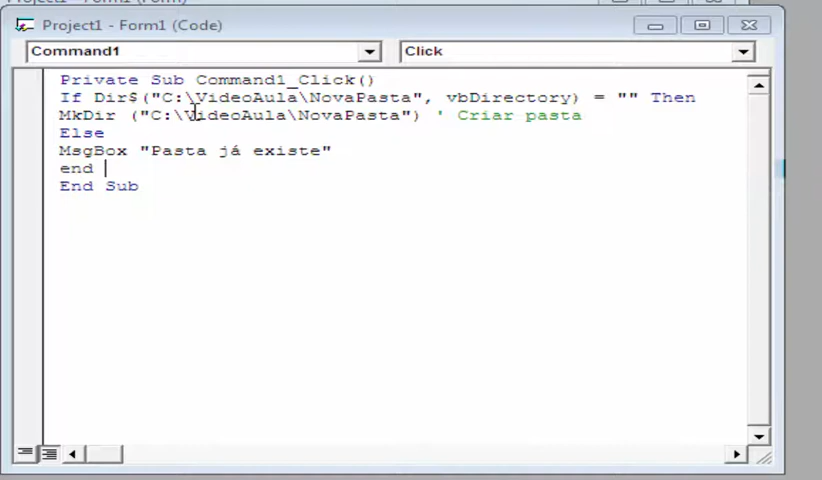 Project1 - Form1 (Code)
Command1
Click
Private Sub Command1_Click()
If Dir$("C:\VideoAula\NovaPasta", vbDirectory) = "" Then
MkDir ("C:\VideoAula\NovaPasta") ' Criar pasta
Else
MsgBox "Pasta já existe"
end
End Sub